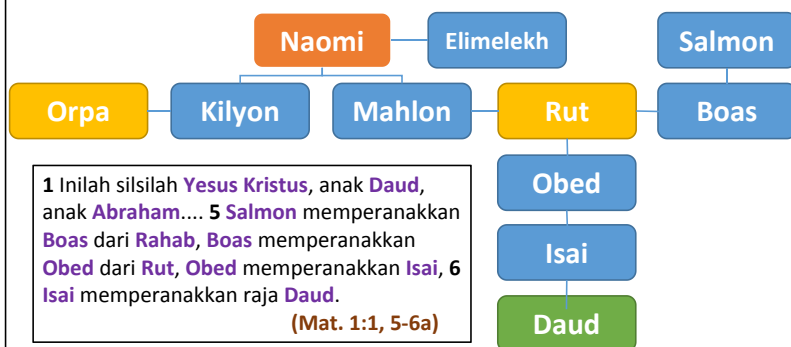 Naomi Elimelekh Salmon
Orpa Kilyon Mahlon Rut Boas
Obed
Isai
Daud
1 Inilah silsilah Yesus Kristus, anak Daud,
anak Abraham.... 5 Salmon memperanakkan
Boas dari Rahab, Boas memperanakkan
Obed dari Rut, Obed memperanakkan Isai, 6
Isai memperanakkan raja Daud.
(Mat. 1:1, 5-6a)